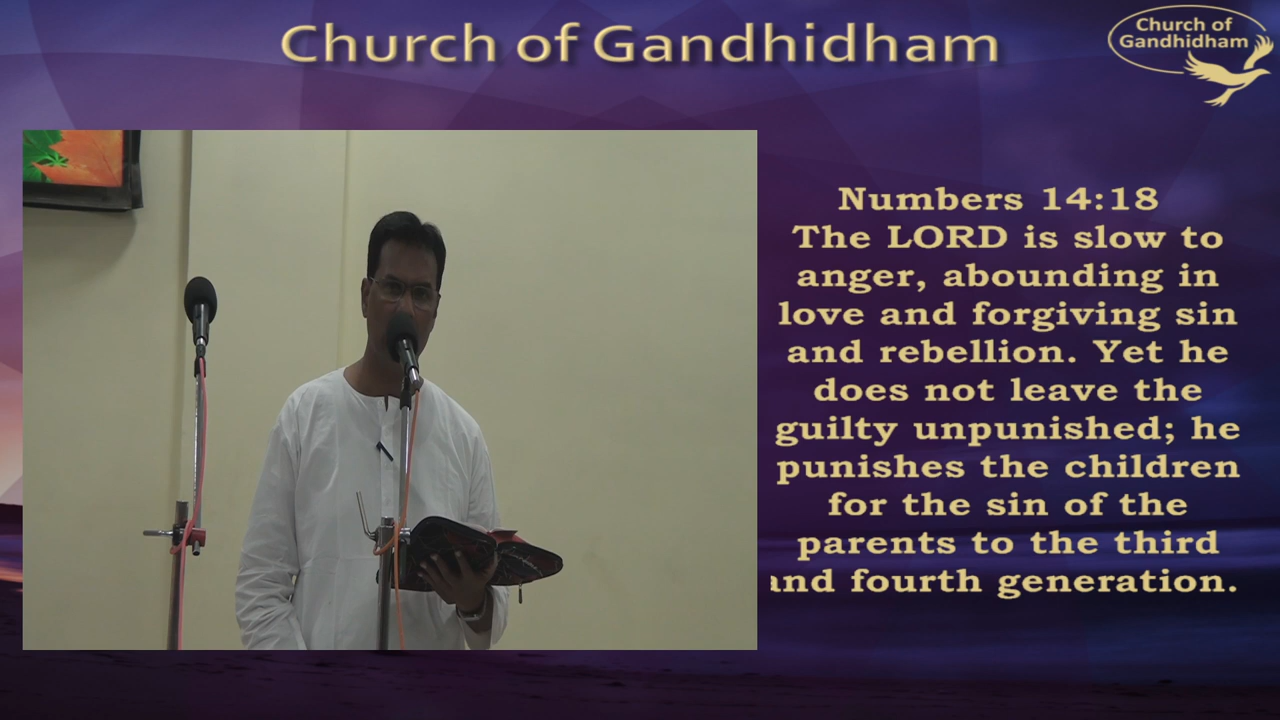 Church of Gandhidham
Church of
Gandhidham
Numbers 14:18
The LORD is slow to
anger, abounding in
love and forgiving sin
and rebellion. Yet he
does not leave the
guilty unpunished; he
punishes the children
for the sin of the
parents to the third
and fourth generation.